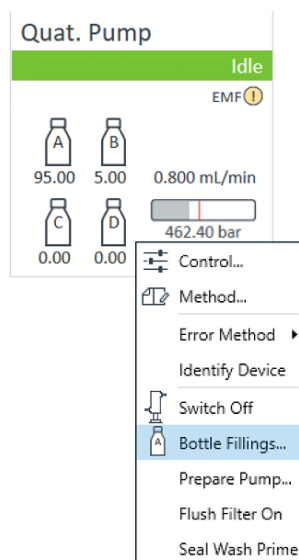 Quat. Pump
Idle
EMF
A B
95.00 5.00 0.800 mL/min
C D
0.00 0.00 462.40 bar
Control...
Method...
Error Method
Identify Device
Switch Off
A Bottle Fillings...
Prepare Pump...
Flush Filter On
Seal Wash Prime